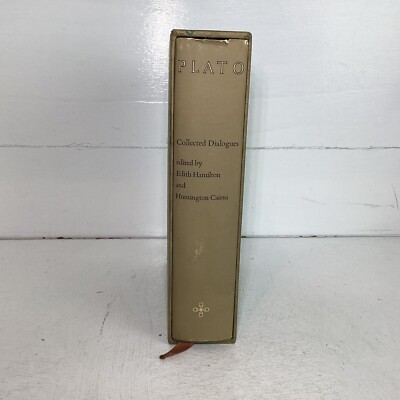 PLATO
Collected Dialogues
edited by
Edith Hamilton
and
Huntington Cairns